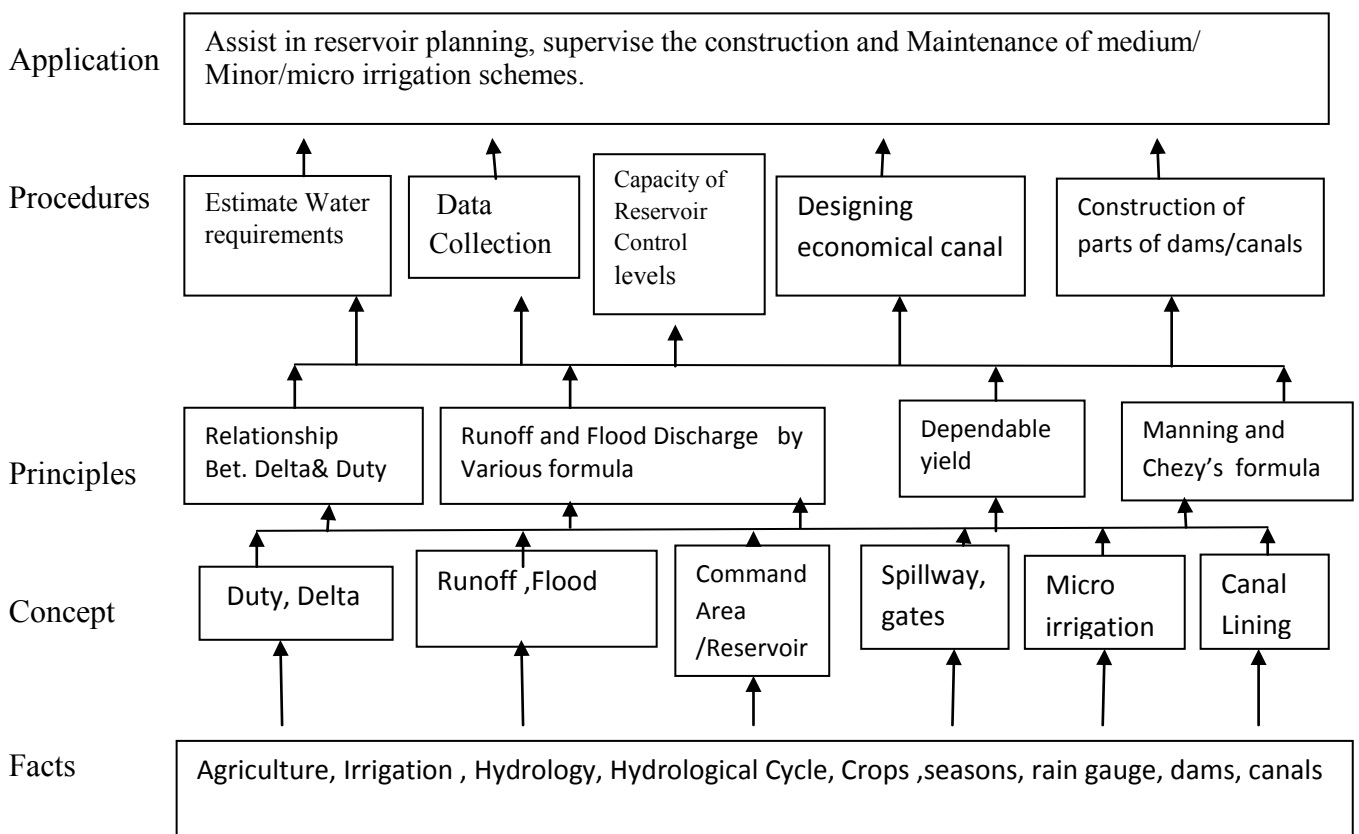 Application
Assist in reservoir planning, supervise the construction and Maintenance of medium/
Minor/micro irrigation schemes.
Procedures
Estimate Water
requirements
Data
Collection
Capacity of
Reservoir
Control
levels
Designing
economical canal
Construction of
parts of dams/canals
Principles
Relationship
Bet. Delta& Duty
Runoff and Flood Discharge by
Various formula
Dependable
yield
Manning and
Chezy’s formula
Concept
Duty, Delta
Runoff ,Flood
Command
Area
/Reservoir
Spillway,
gates
Micro
irrigation
Canal
Lining
Facts
Agriculture, Irrigation , Hydrology, Hydrological Cycle, Crops ,seasons, rain gauge, dams, canals